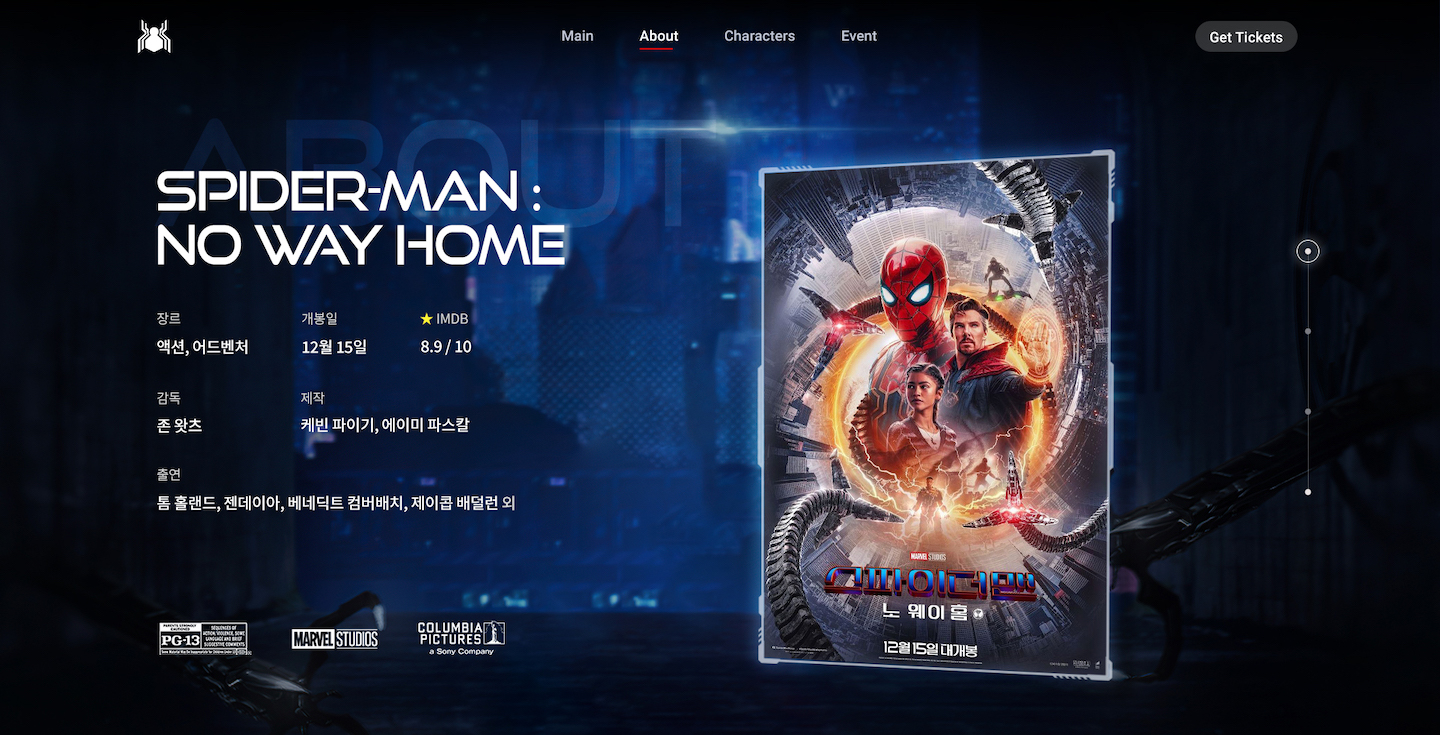 Main
About
Characters
Event
Get Tickets
ABOUT
SPIDER-MAN :
NO WAY HOME
장르
액션, 어드벤처
개봉일
12월 15일
★ IMDB
8.9 / 10
감독
존 왓츠
제작
케빈 파이기, 에이미 파스칼
출연
톰 홀랜드, 젠데이아, 베네딕트 컴버배치, 제이콥 배덜런 외
PARENTS STRONGLY CAUTIONED
PG-13
SEQUENCES OF
ACTION/VIOLENCE, SOME
LANGUAGE AND BRIEF
SUGGESTIVE COMMENTS
Some Material May Be Inappropriate for Children Under 13
MARVEL STUDIOS
COLUMBIA
PICTURES
a Sony Company
MARVEL STUDIOS
스파이더맨
노 웨이 홈
12월 15일 대개봉